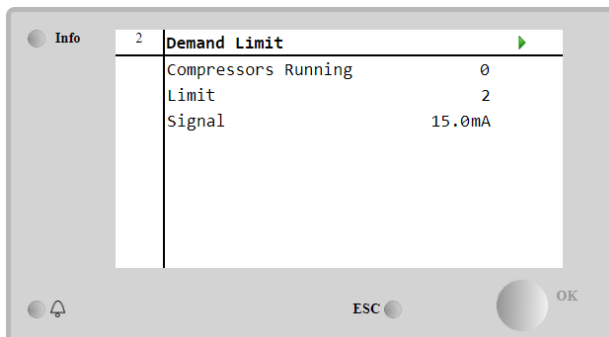 Info
2 Demand Limit
Compressors Running 0
Limit 2
Signal 15.0mA
ESC
OK